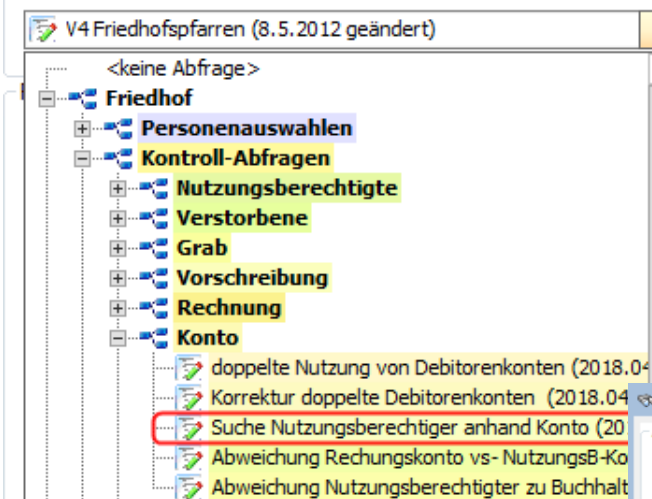 V4 Friedhofspfarren (8.5.2012 geändert)
<keine Abfrage>
Friedhof
Personenauswahlen
Kontroll-Abfragen
Nutzungsberechtigte
Verstorbene
Grab
Vorschreibung
Rechnung
Konto
doppelte Nutzung von Debitorenkonten (2018.04
Korrektur doppelte Debitorenkonten (2018.04
Suche Nutzungsberechtiger anhand Konto (20
Abweichung Rechungskonto vs- NutzungsB-Ko
Abweichung Nutzungsberechtigter zu Buchhalt